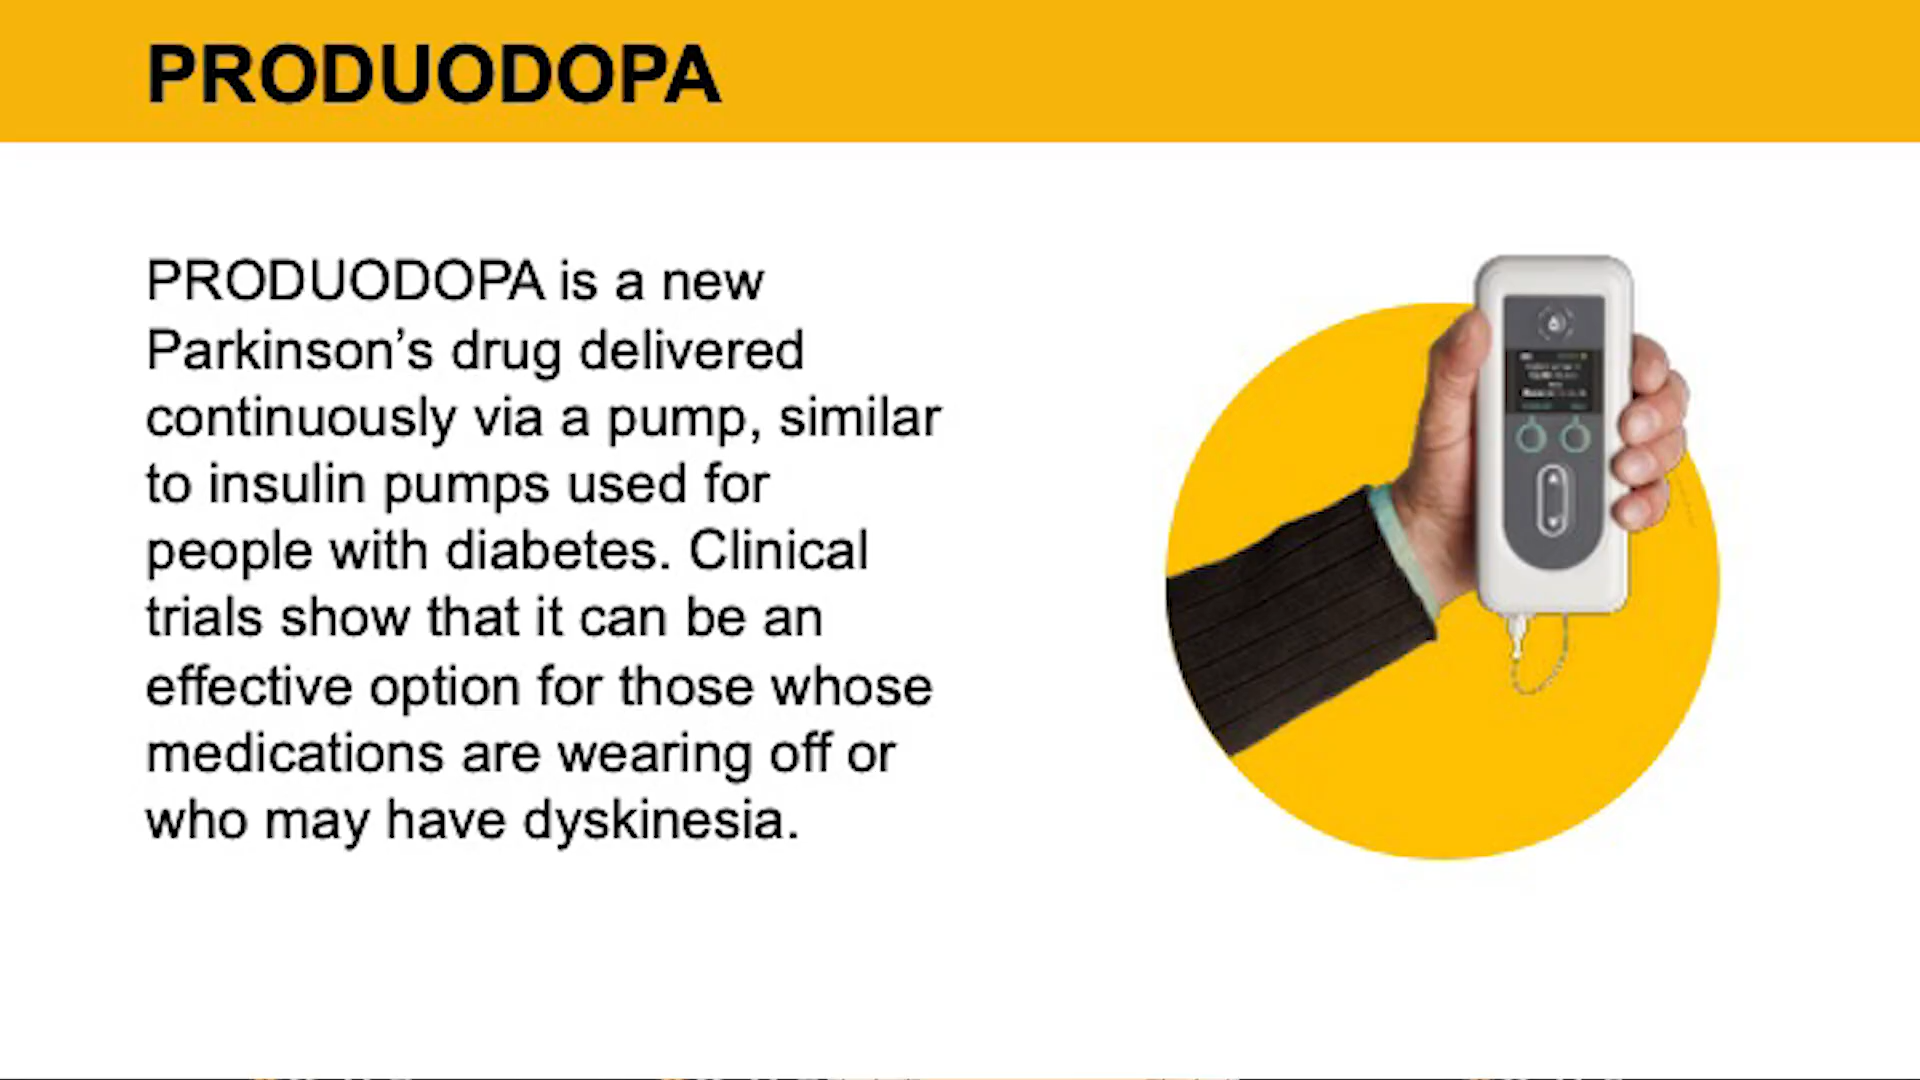 PRODUODOPA
PRODUODOPA is a new
Parkinson’s drug delivered
continuously via a pump, similar
to insulin pumps used for
people with diabetes. Clinical
trials show that it can be an
effective option for those whose
medications are wearing off or
who may have dyskinesia.